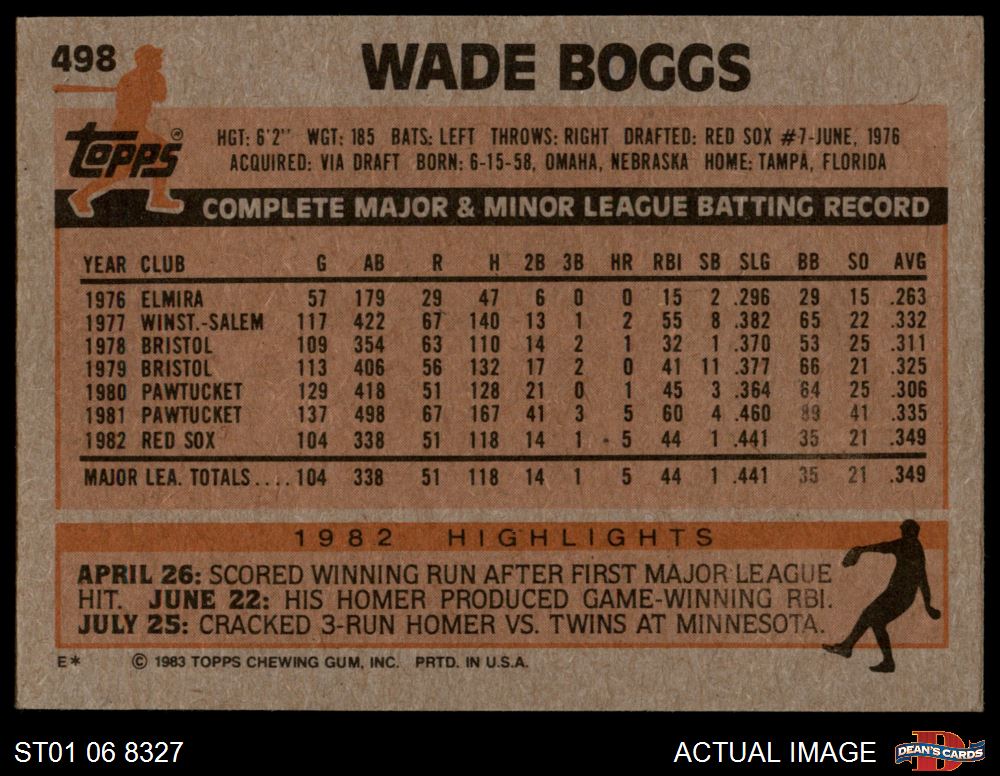 498
WADE BOGGS
Topps®
HGT: 6'2" WGT: 185 BATS: LEFT THROWS: RIGHT DRAFTED: RED SOX #7-JUNE, 1976
ACQUIRED: VIA DRAFT BORN: 6-15-58, OMAHA, NEBRASKA HOME: TAMPA, FLORIDA
COMPLETE MAJOR & MINOR LEAGUE BATTING RECORD
YEAR CLUB G AB R H 2B 3B HR RBI SB SLG BB SO AVG
1976 ELMIRA 57 179 29 47 6 0 0 15 2 .296 29 15 .263
1977 WINST.-SALEM 117 422 67 140 13 1 2 55 8 .382 65 22 .332
1978 BRISTOL 109 354 63 110 14 2 1 32 1 .370 53 25 .311
1979 BRISTOL 113 406 56 132 17 2 0 41 11 .377 66 21 .325
1980 PAWTUCKET 129 418 51 128 21 0 1 45 3 .364 64 25 .306
1981 PAWTUCKET 137 498 67 167 41 3 5 60 4 .460 89 41 .335
1982 RED SOX 104 338 51 118 14 1 5 44 1 .441 35 21 .349
MAJOR LEA. TOTALS....104 338 51 118 14 1 5 44 1 .441 35 21 .349
1982 HIGHLIGHTS
APRIL 26: SCORED WINNING RUN AFTER FIRST MAJOR LEAGUE
HIT. JUNE 22: HIS HOMER PRODUCED GAME-WINNING RBI.
JULY 25: CRACKED 3-RUN HOMER VS. TWINS AT MINNESOTA.
E* © 1983 TOPPS CHEWING GUM, INC. PRTD. IN U.S.A.
ST01 06 8327 ACTUAL IMAGE DEAN'S CARDS